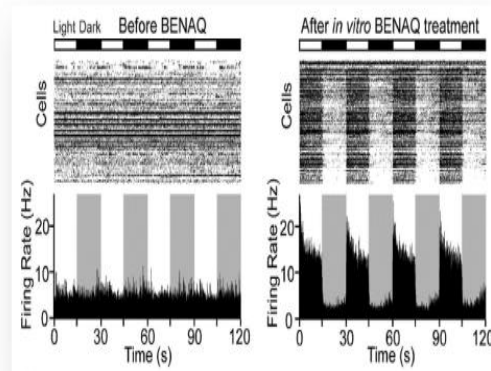 Before BENAQ
Light Dark
Cells
Firing Rate (Hz)
20
10
0
0 30 60 90 120
Time (s)
After in vitro BENAQ treatment
Cells
Firing Rate (Hz)
20
10
0
0 30 60 90 120
Time (s)